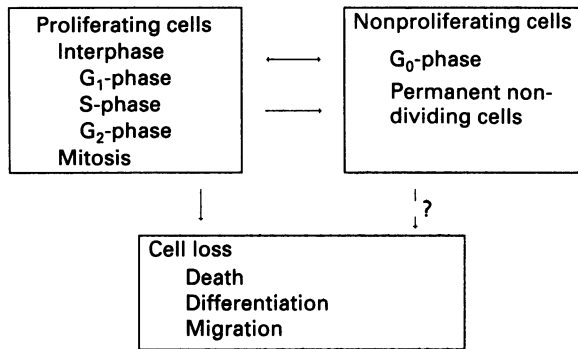 Proliferating cells
Interphase
G₁-phase
S-phase
G₂-phase
Mitosis
Nonproliferating cells
G₀-phase
Permanent non-
dividing cells
?
Cell loss
Death
Differentiation
Migration